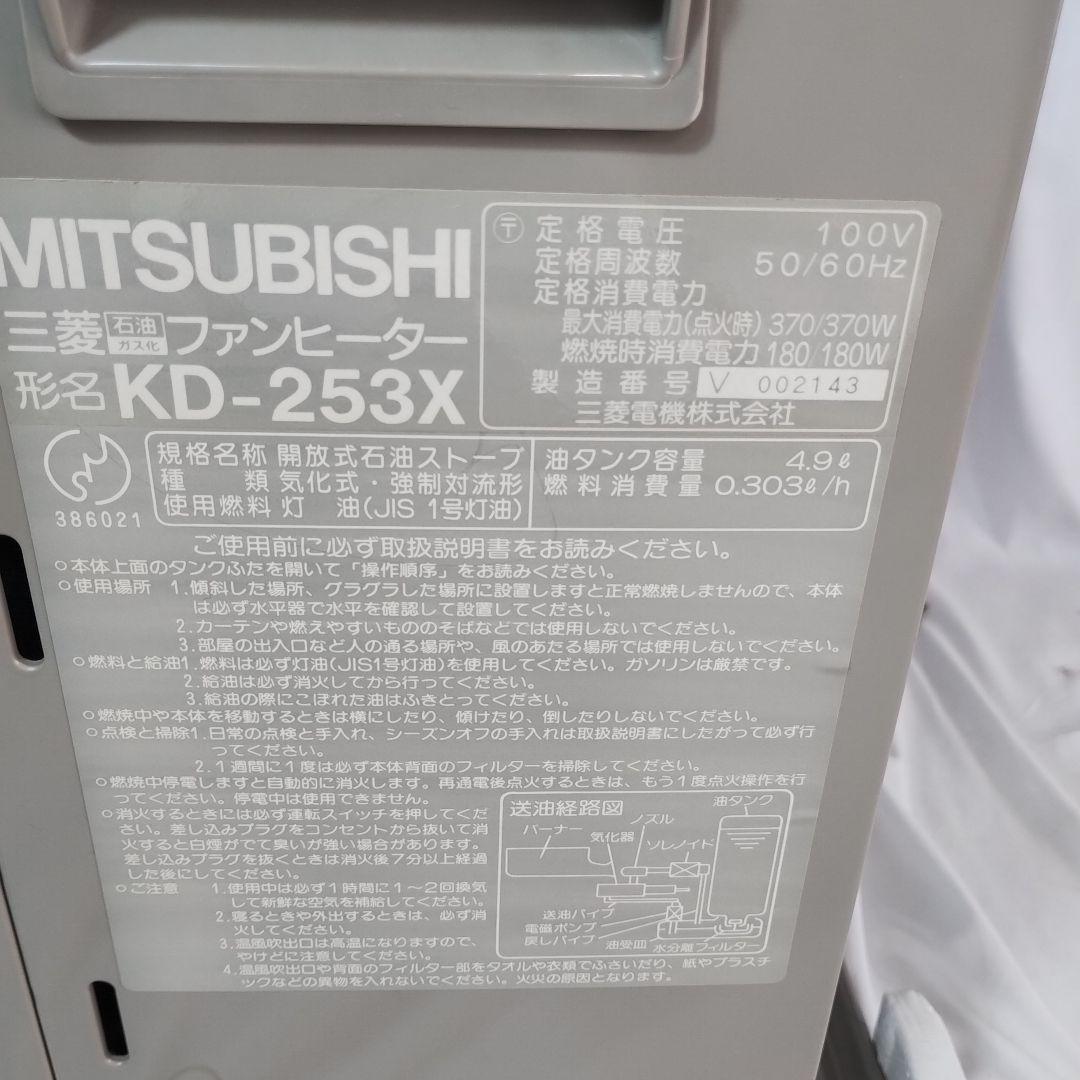 MITSUBISHI
三菱 石油ガス化 ファンヒーター
形名 KD-253X
〒 定格電圧 100V
定格周波数 50/60Hz
定格消費電力
最大消費電力(点火時) 370/370W
燃焼時消費電力 180/180W
製造番号 V 002143
三菱電機株式会社
386021
規格名称 開放式石油ストーブ
種類 気化式・強制対流形
使用燃料 灯油(JIS 1号灯油)
油タンク容量 4.9ℓ
燃料消費量 0.303ℓ/h
ご使用前に必ず取扱説明書をお読みください。
○本体上面のタンクふたを開いて「操作順序」をお読みください。
○使用場所 1.傾斜した場所、グラグラした場所に設置しますと正常燃焼しませんので、本体
は必ず水平器で水平を確認して設置してください。
2.カーテンや燃えやすいもののそばなどでは使用しないでください。
3.部屋の出入口など人の通る場所や、風のあたる場所では使用しないでください。
○燃料と給油1.燃料は必ず灯油(JIS1号灯油)を使用してください。ガソリンは厳禁です。
2.給油は必ず消火してから行ってください。
3.給油の際にこぼれた油はふきとってください。
○燃焼中や本体を移動するときは横にしたり、傾けたり、倒したりしないでください。
○点検と掃除1.日常の点検と手入れ、シーズンオフの手入れは取扱説明書にしたがって必ず行
ってください。
2.1週間に1度は必ず本体背面のフィルターを掃除してください。
○燃焼中停電しますと自動的に消火します。再通電後点火するときは、もう1度点火操作を行
ってください。停電中は使用できません。
○消火するときには必ず運転スイッチを押してくだ
さい。差し込みプラグをコンセントから抜いて消
火すると白煙がでて臭いが強い場合があります。
差し込みプラグを抜くときは消火後7分以上経過
した後にしてください。
○ご注意 1.使用中は必ず1時間に1〜2回換気
して新鮮な空気を補給してください。
2.寝るときや外出するときは、必ず消
火してください。
3.温風吹出口は高温になりますので、
やけどに注意してください。
4.温風吹出口や背面のフィルター部をタオルや衣類でふさいだり、紙やプラスチ
ックなどの異物を入れないでください。火災の原因となります。
送油経路図
油タンク
ノズル
バーナー
気化器
ソレノイド
送油パイプ
電磁ポンプ
戻しパイプ
油受皿
水分離フィルター